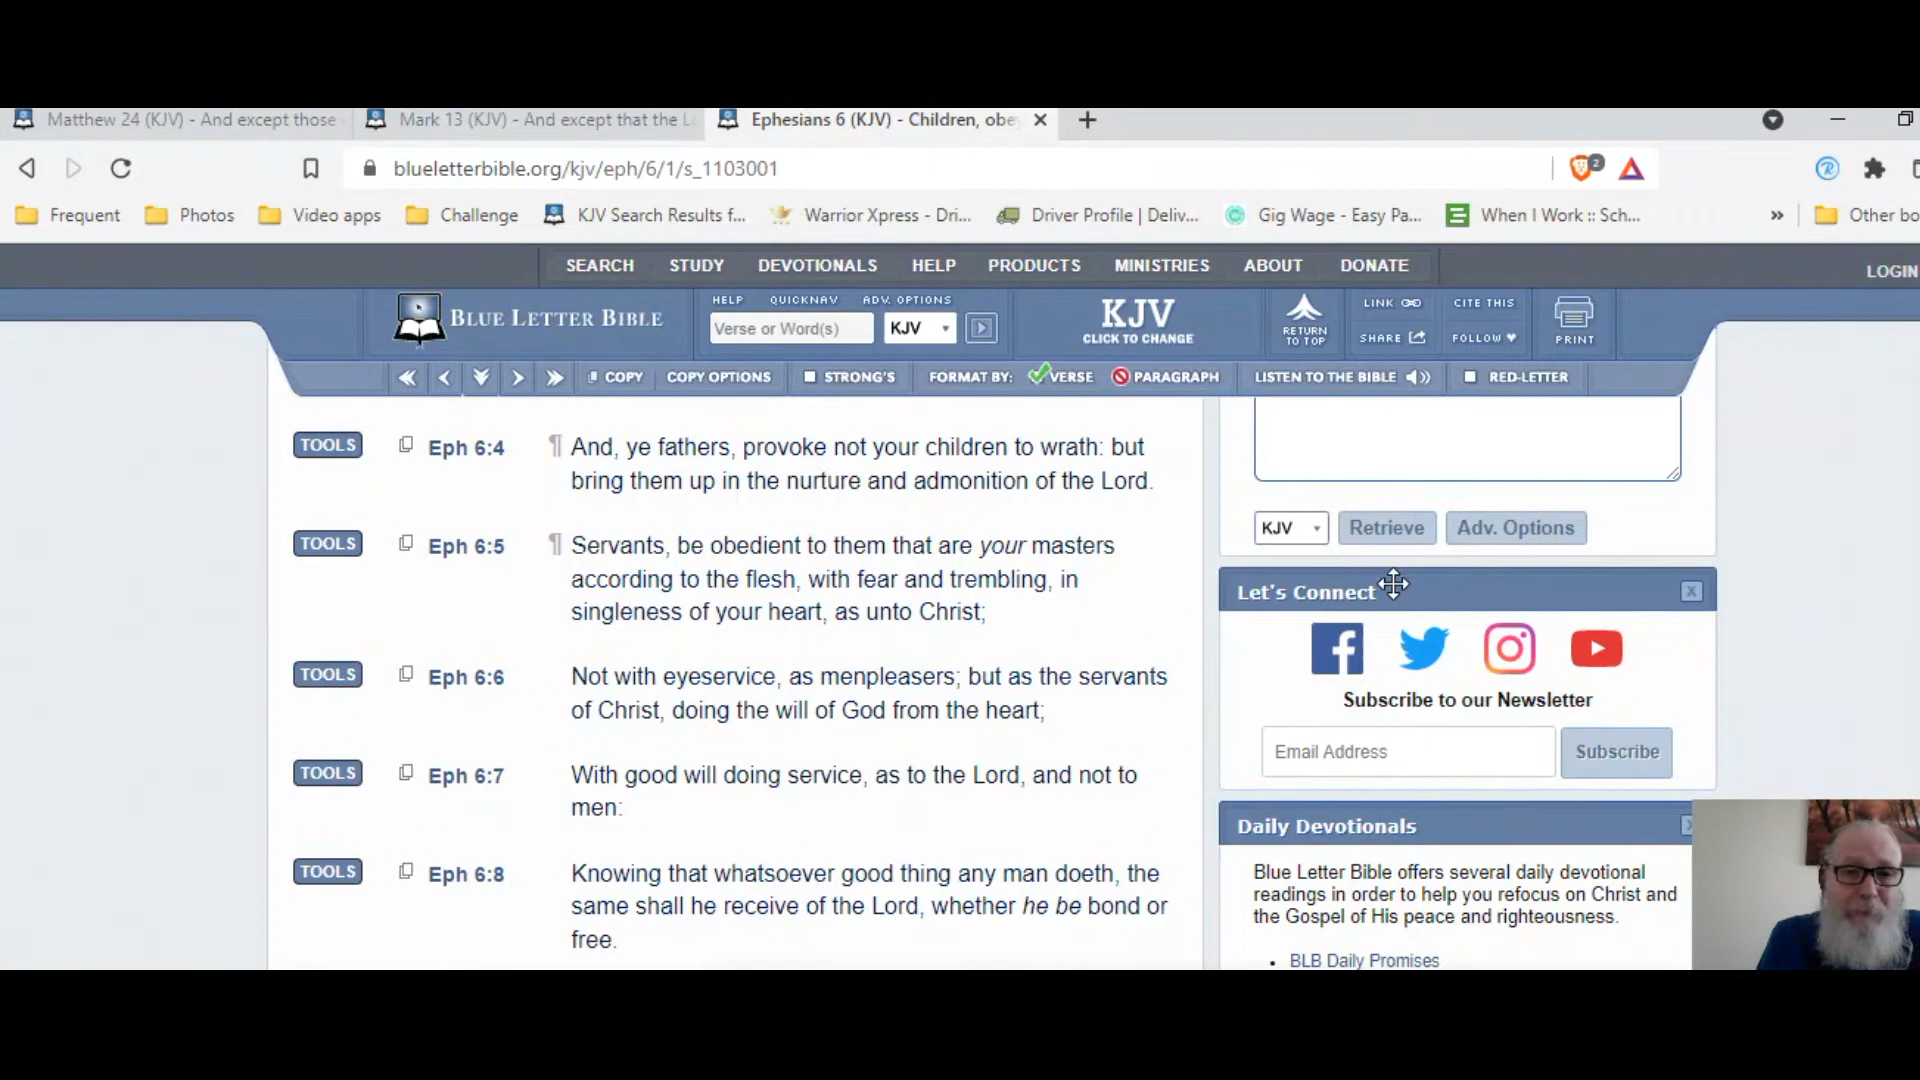 Matthew 24 (KJV) - And except those
Mark 13 (KJV) - And except that the L
Ephesians 6 (KJV) - Children, obe
blueletterbible.org/kjv/eph/6/1/s_1103001
2
Frequent
Photos
Video apps
Challenge
KJV Search Results f...
Warrior Xpress - Dri...
Driver Profile | Deliv...
Gig Wage - Easy Pa...
When I Work :: Sch...
»
Other bo
SEARCH
STUDY
DEVOTIONALS
HELP
PRODUCTS
MINISTRIES
ABOUT
DONATE
LOGIN
BLUE LETTER BIBLE
HELP
QUICKNAV
ADV. OPTIONS
Verse or Word(s)
KJV
KJV
CLICK TO CHANGE
RETURN
TO TOP
LINK
CITE THIS
SHARE
FOLLOW
PRINT
COPY
COPY OPTIONS
STRONG'S
FORMAT BY:
VERSE
PARAGRAPH
LISTEN TO THE BIBLE
RED-LETTER
TOOLS
Eph 6:4
¶ And, ye fathers, provoke not your children to wrath: but
bring them up in the nurture and admonition of the Lord.
TOOLS
Eph 6:5
¶ Servants, be obedient to them that are your masters
according to the flesh, with fear and trembling, in
singleness of your heart, as unto Christ;
TOOLS
Eph 6:6
Not with eyeservice, as menpleasers; but as the servants
of Christ, doing the will of God from the heart;
TOOLS
Eph 6:7
With good will doing service, as to the Lord, and not to
men:
TOOLS
Eph 6:8
Knowing that whatsoever good thing any man doeth, the
same shall he receive of the Lord, whether he be bond or
free.
KJV
Retrieve
Adv. Options
Let's Connect
Subscribe to our Newsletter
Email Address
Subscribe
Daily Devotionals
Blue Letter Bible offers several daily devotional
readings in order to help you refocus on Christ and
the Gospel of His peace and righteousness.
• BLB Daily Promises